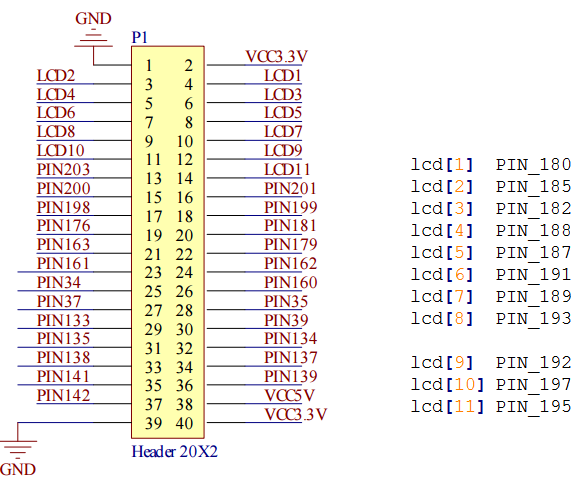 GND
P1
1 2 VCC3.3V
LCD2 3 4 LCD1
LCD4 5 6 LCD3
LCD6 7 8 LCD5
LCD8 9 10 LCD7
LCD10 11 12 LCD9
PIN203 13 14 LCD11
PIN200 15 16 PIN201
PIN198 17 18 PIN199
PIN176 19 20 PIN181
PIN163 21 22 PIN179
PIN161 23 24 PIN162
PIN34 25 26 PIN160
PIN37 27 28 PIN35
PIN133 29 30 PIN39
PIN135 31 32 PIN134
PIN138 33 34 PIN137
PIN141 35 36 PIN139
PIN142 37 38 VCC5V
39 40 VCC3.3V
GND
Header 20X2
lcd[1] PIN_180
lcd[2] PIN_185
lcd[3] PIN_182
lcd[4] PIN_188
lcd[5] PIN_187
lcd[6] PIN_191
lcd[7] PIN_189
lcd[8] PIN_193
lcd[9] PIN_192
lcd[10] PIN_197
lcd[11] PIN_195